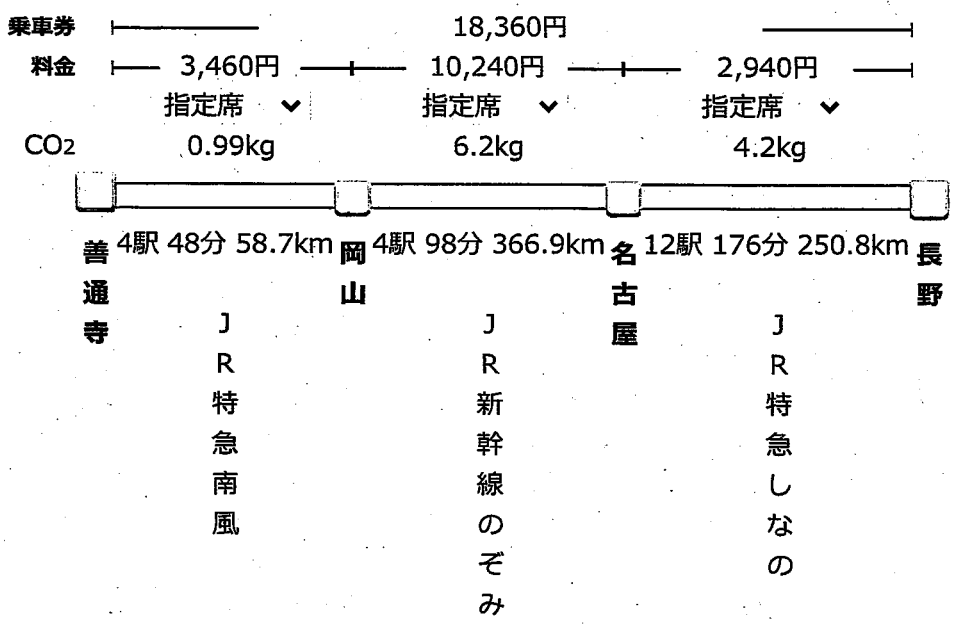 乗車券 18,360円
料金 3,460円 10,240円 2,940円
指定席 指定席 指定席
CO2 0.99kg 6.2kg 4.2kg
4駅 48分 58.7km 4駅 98分 366.9km 12駅 176分 250.8km
善通寺
岡山
名古屋
長野
JR特急南風
JR新幹線のぞみ
JR特急しなの